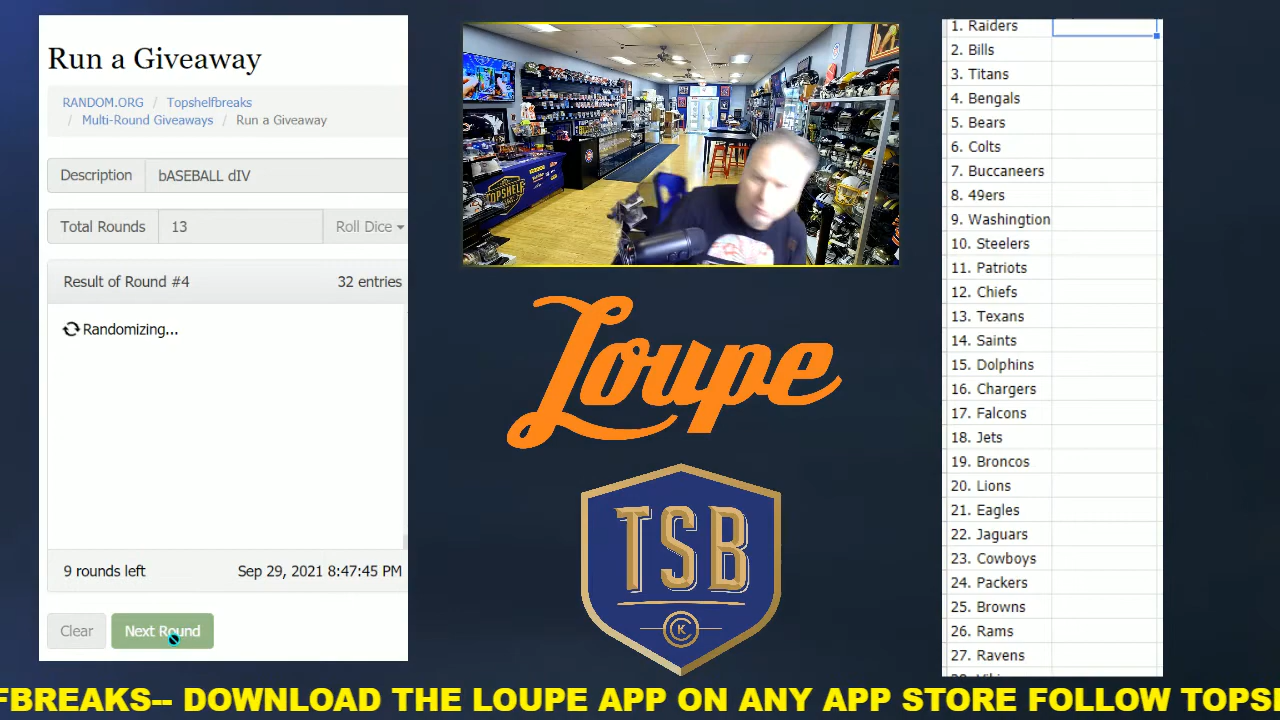 Run a Giveaway
RANDOM.ORG / Topshelfbreaks
/ Multi-Round Giveaways / Run a Giveaway
Description bASEBALL dIV
Total Rounds 13 Roll Dice
Result of Round #4 32 entries
Randomizing...
9 rounds left Sep 29, 2021 8:47:45 PM
Clear Next Round
TOPSHELF
Loupe
TSB
K
1. Raiders
2. Bills
3. Titans
4. Bengals
5. Bears
6. Colts
7. Buccaneers
8. 49ers
9. Washingtion
10. Steelers
11. Patriots
12. Chiefs
13. Texans
14. Saints
15. Dolphins
16. Chargers
17. Falcons
18. Jets
19. Broncos
20. Lions
21. Eagles
22. Jaguars
23. Cowboys
24. Packers
25. Browns
26. Rams
27. Ravens
FBREAKS-- DOWNLOAD THE LOUPE APP ON ANY APP STORE FOLLOW TOPSH